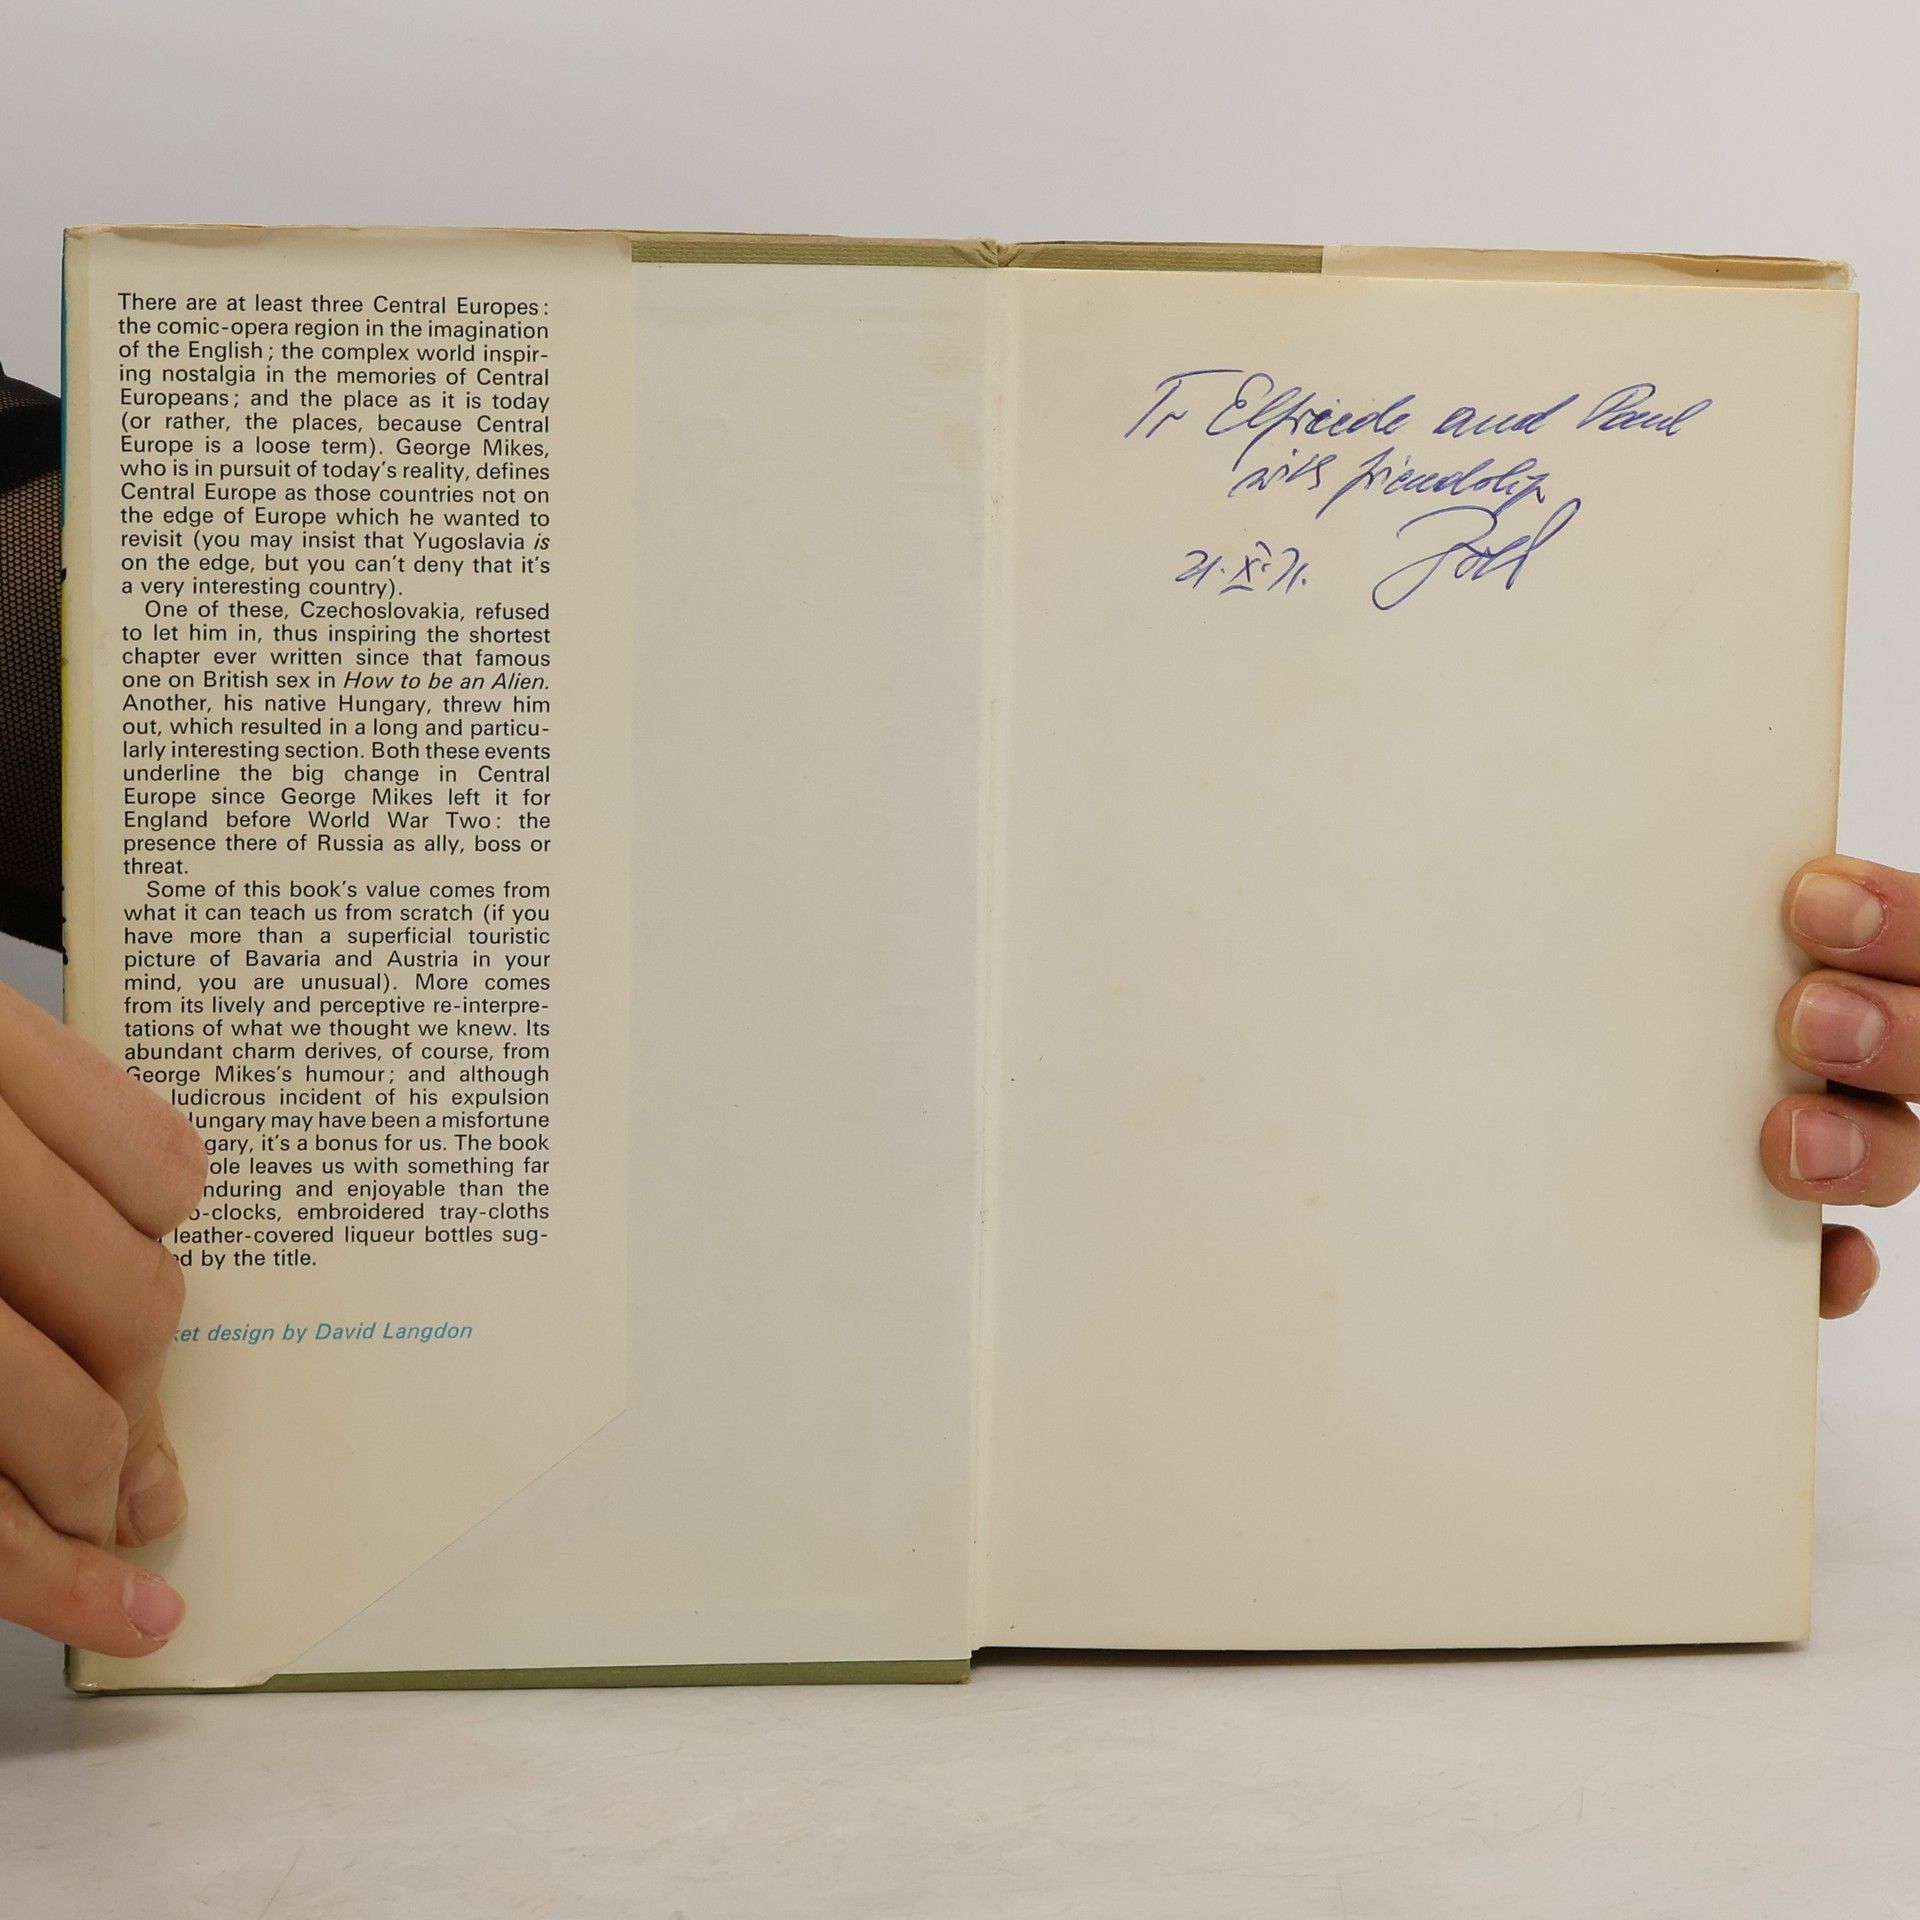 There are at least three Central Europes:
the comic-opera region in the imagination
of the English; the complex world inspir-
ing nostalgia in the memories of Central
Europeans; and the place as it is today
(or rather, the places, because Central
Europe is a loose term). George Mikes,
who is in pursuit of today's reality, defines
Central Europe as those countries not on
the edge of Europe which he wanted to
revisit (you may insist that Yugoslavia is
on the edge, but you can't deny that it's
a very interesting country).
One of these, Czechoslovakia, refused
to let him in, thus inspiring the shortest
chapter ever written since that famous
one on British sex in How to be an Alien.
Another, his native Hungary, threw him
out, which resulted in a long and particu-
larly interesting section. Both these events
underline the big change in Central
Europe since George Mikes left it for
England before World War Two: the
presence there of Russia as ally, boss or
threat.
Some of this book's value comes from
what it can teach us from scratch (if you
have more than a superficial touristic
picture of Bavaria and Austria in your
mind, you are unusual). More comes
from its lively and perceptive re-interpre-
tations of what we thought we knew. Its
abundant charm derives, of course, from
George Mikes's humour; and although
ludicrous incident of his expulsion
ungary may have been a misfortune
gary, it's a bonus for us. The book
ole leaves us with something far
nduring and enjoyable than the
o-clocks, embroidered tray-cloths
leather-covered liqueur bottles sug-
ed by the title.
ket design by David Langdon
To Elfriede and Paul
with friendship
21. XI. 71.